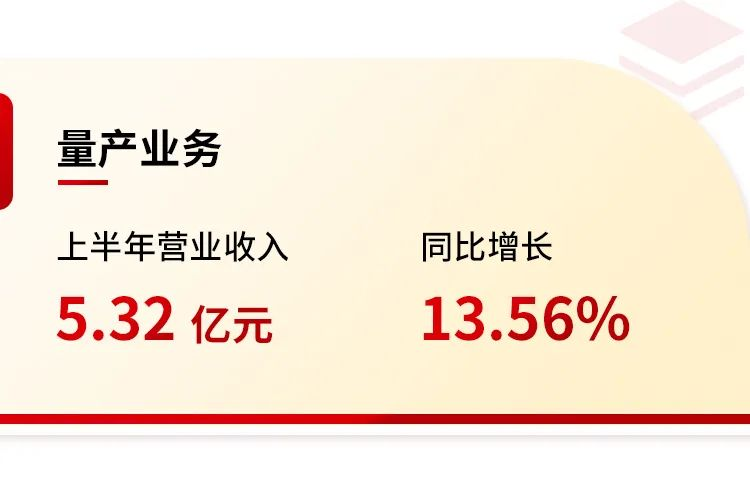 量产业务
上半年营业收入
5.32 亿元
同比增长
13.56%